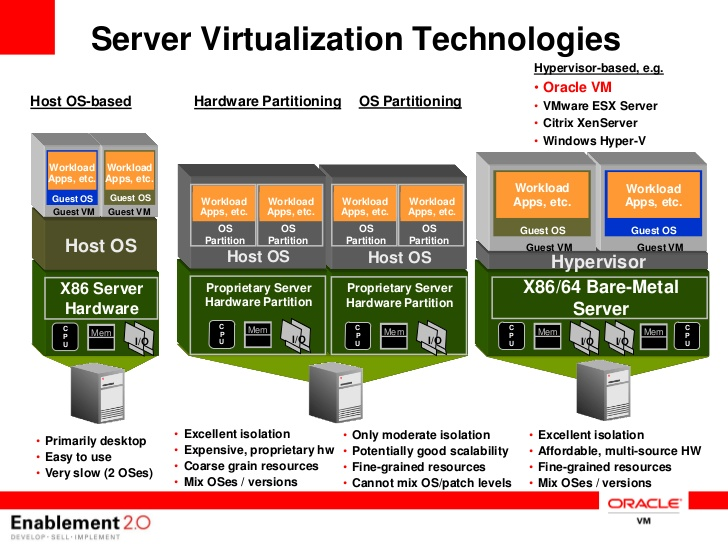 Server Virtualization Technologies
Hypervisor-based, e.g.
• Oracle VM
• VMware ESX Server
• Citrix XenServer
• Windows Hyper-V
Host OS-based
Hardware Partitioning
OS Partitioning
Workload Apps, etc.
Workload Apps, etc.
Guest OS
Guest OS
Guest VM
Guest VM
Host OS
X86 Server
Hardware
CPU
Mem
I/O
Workload Apps, etc.
Workload Apps, etc.
OS Partition
OS Partition
Host OS
Proprietary Server
Hardware Partition
CPU
Mem
I/O
Workload Apps, etc.
Workload Apps, etc.
OS Partition
OS Partition
Host OS
Proprietary Server
Hardware Partition
CPU
Mem
I/O
Workload
Apps, etc.
Workload
Apps, etc.
Guest OS
Guest OS
Guest VM
Guest VM
Hypervisor
X86/64 Bare-Metal
Server
CPU
Mem
I/O
I/O
Mem
CPU
• Primarily desktop
• Easy to use
• Very slow (2 OSes)
• Excellent isolation
• Expensive, proprietary hw
• Coarse grain resources
• Mix OSes / versions
• Only moderate isolation
• Potentially good scalability
• Fine-grained resources
• Cannot mix OS/patch levels
• Excellent isolation
• Affordable, multi-source HW
• Fine-grained resources
• Mix OSes / versions
Enablement 2.0
DEVELOP · SELL · IMPLEMENT
ORACLE
VM